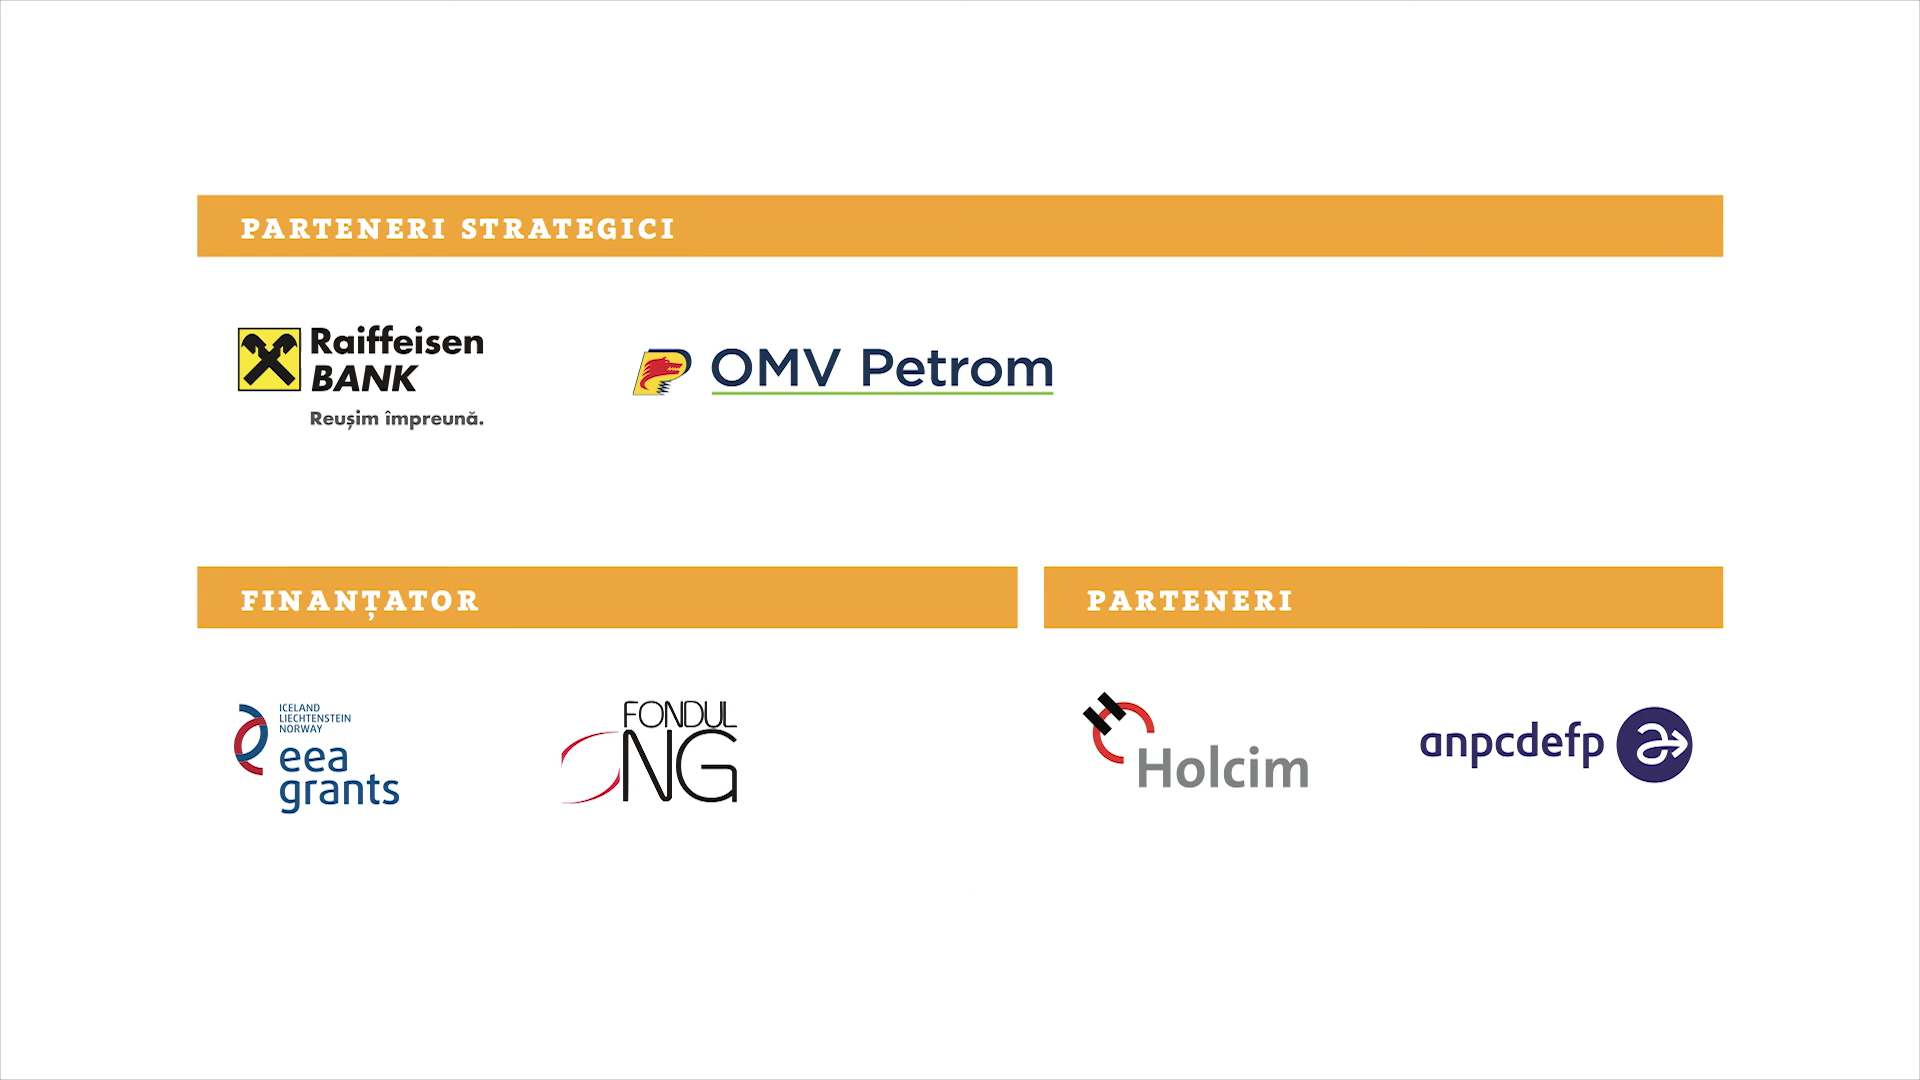 PARTENERI STRATEGICI
Raiffeisen
BANK
Reușim împreună.
OMV Petrom
FINANȚATOR
PARTENERI
ICELAND
LIECHTENSTEIN
NORWAY
eea
grants
FONDUL
ONG
Holcim
anpcdefp